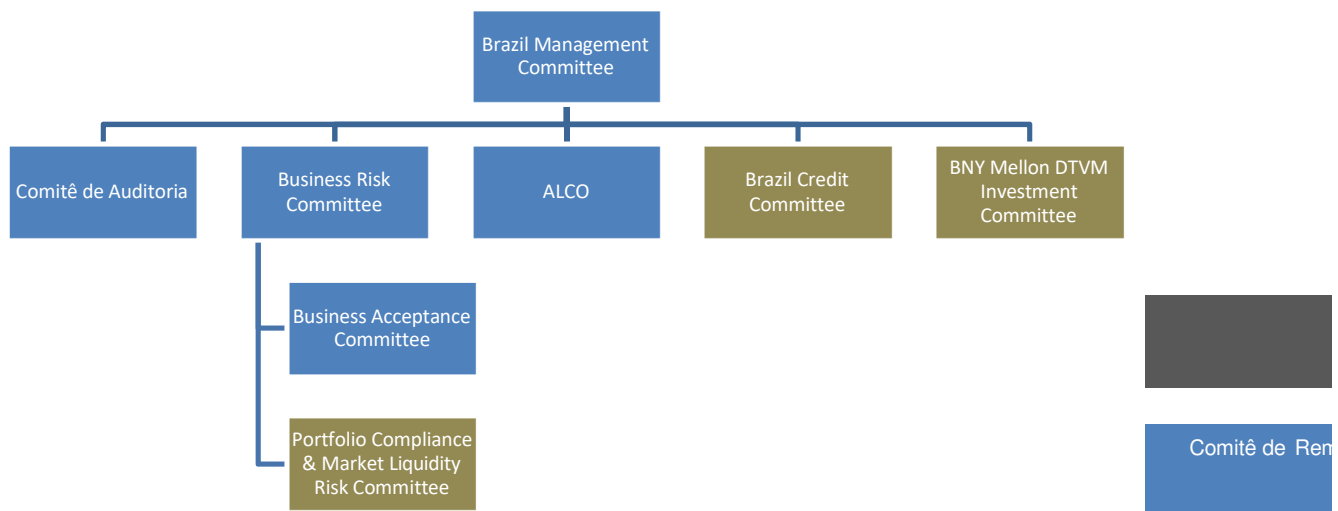 Brazil Management
Committee
Comitê de Auditoria
Business Risk
Committee
ALCO
Brazil Credit
Committee
BNY Mellon DTVM
Investment
Committee
Business Acceptance
Committee
Portfolio Compliance
& Market Liquidity
Risk Committee
Comitê de Rem